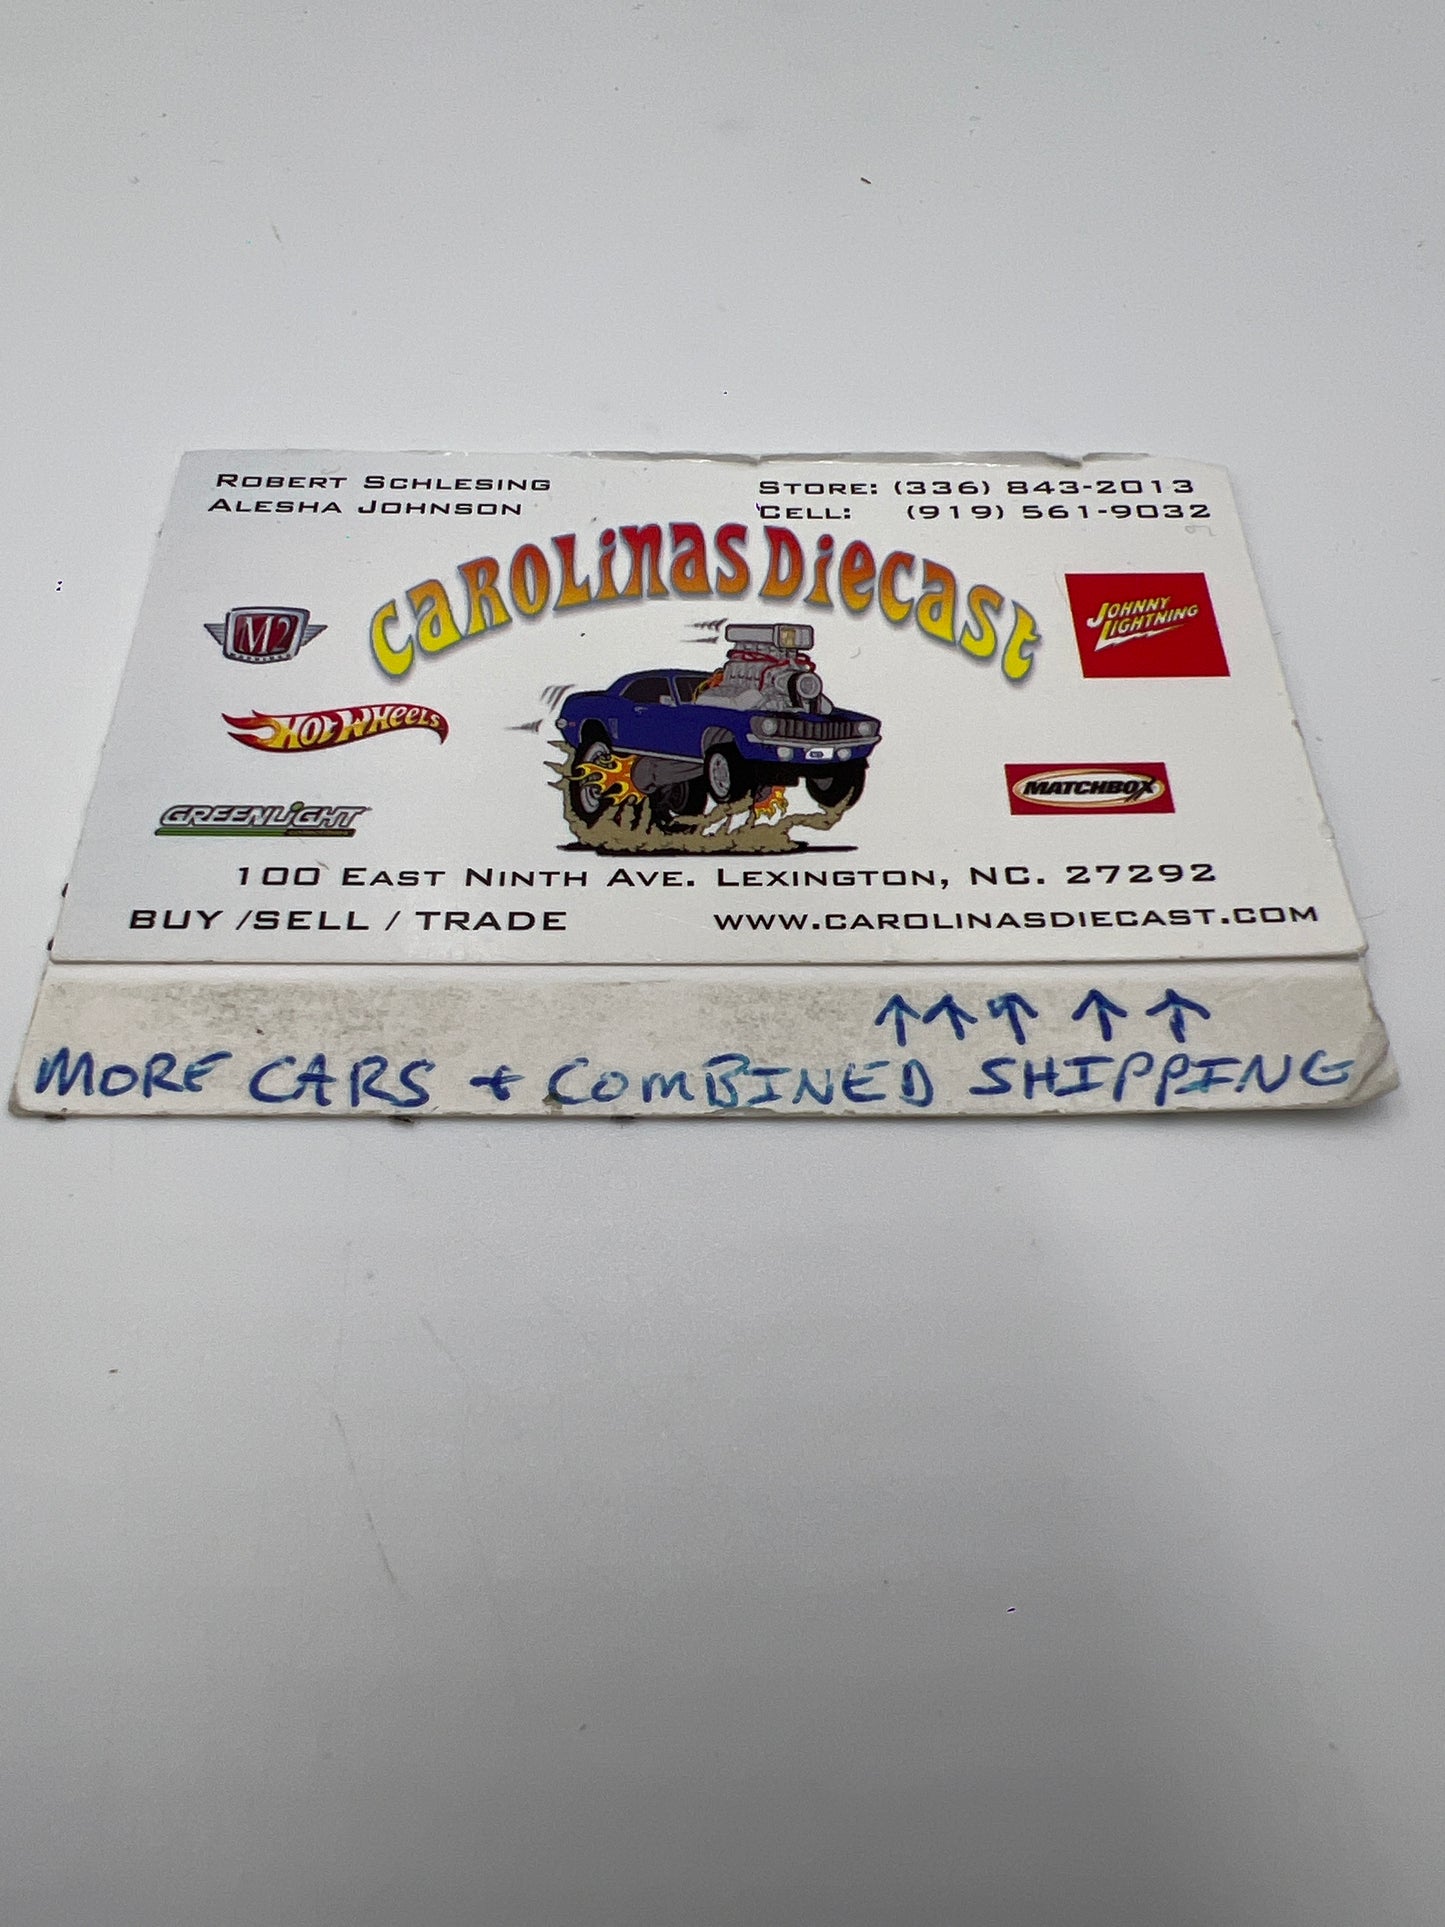 ROBERT SCHLESING
ALESHA JOHNSON
STORE: (336) 843-2013
CELL: (919) 561-9032
CAROLINAS DIECAST
M2
JOHNNY
LIGHTNING
HOT WHEELS
MATCHBOX
GREENLIGHT
100 EAST NINTH AVE. LEXINGTON, NC. 27292
BUY /SELL / TRADE
WWW.CAROLINASDIECAST.COM
↑↑↑↑↑
MORE CARS + COMBINED SHIPPING